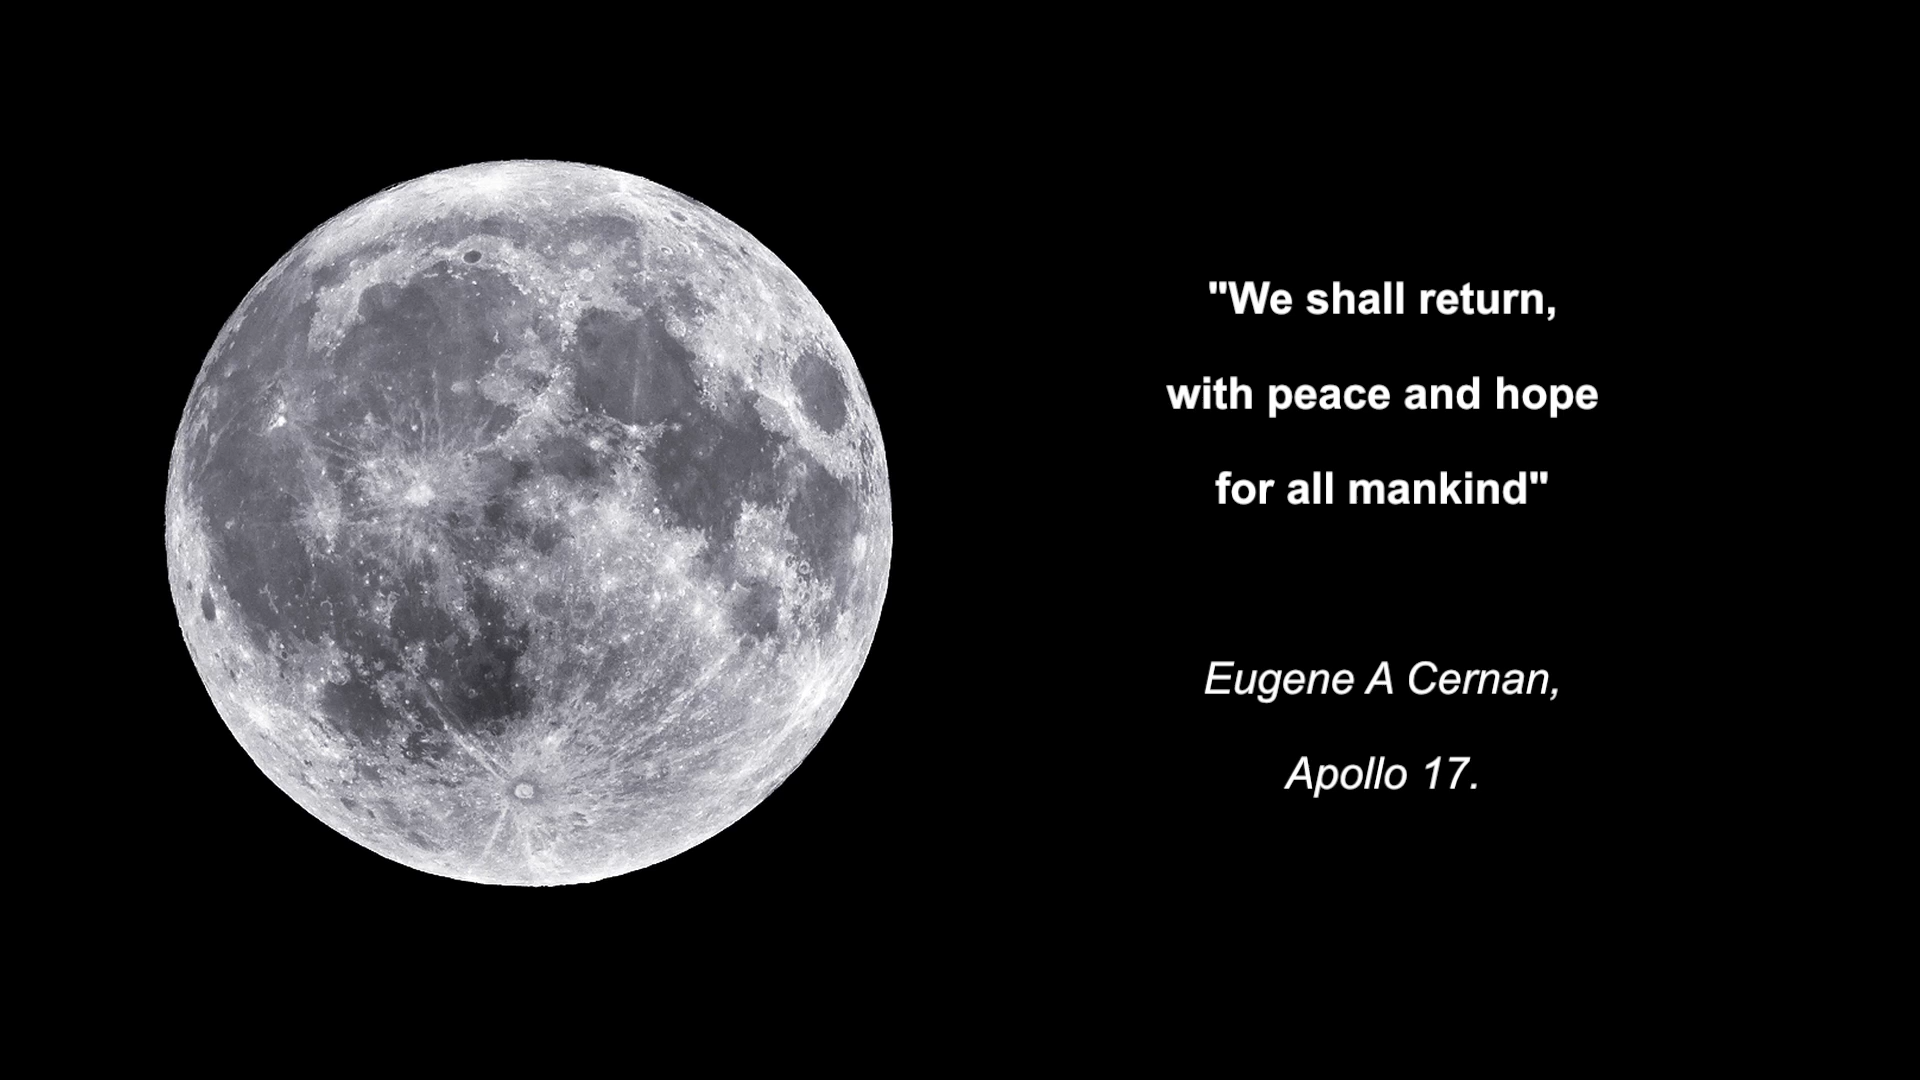 "We shall return,
with peace and hope
for all mankind"
Eugene A Cernan,
Apollo 17.